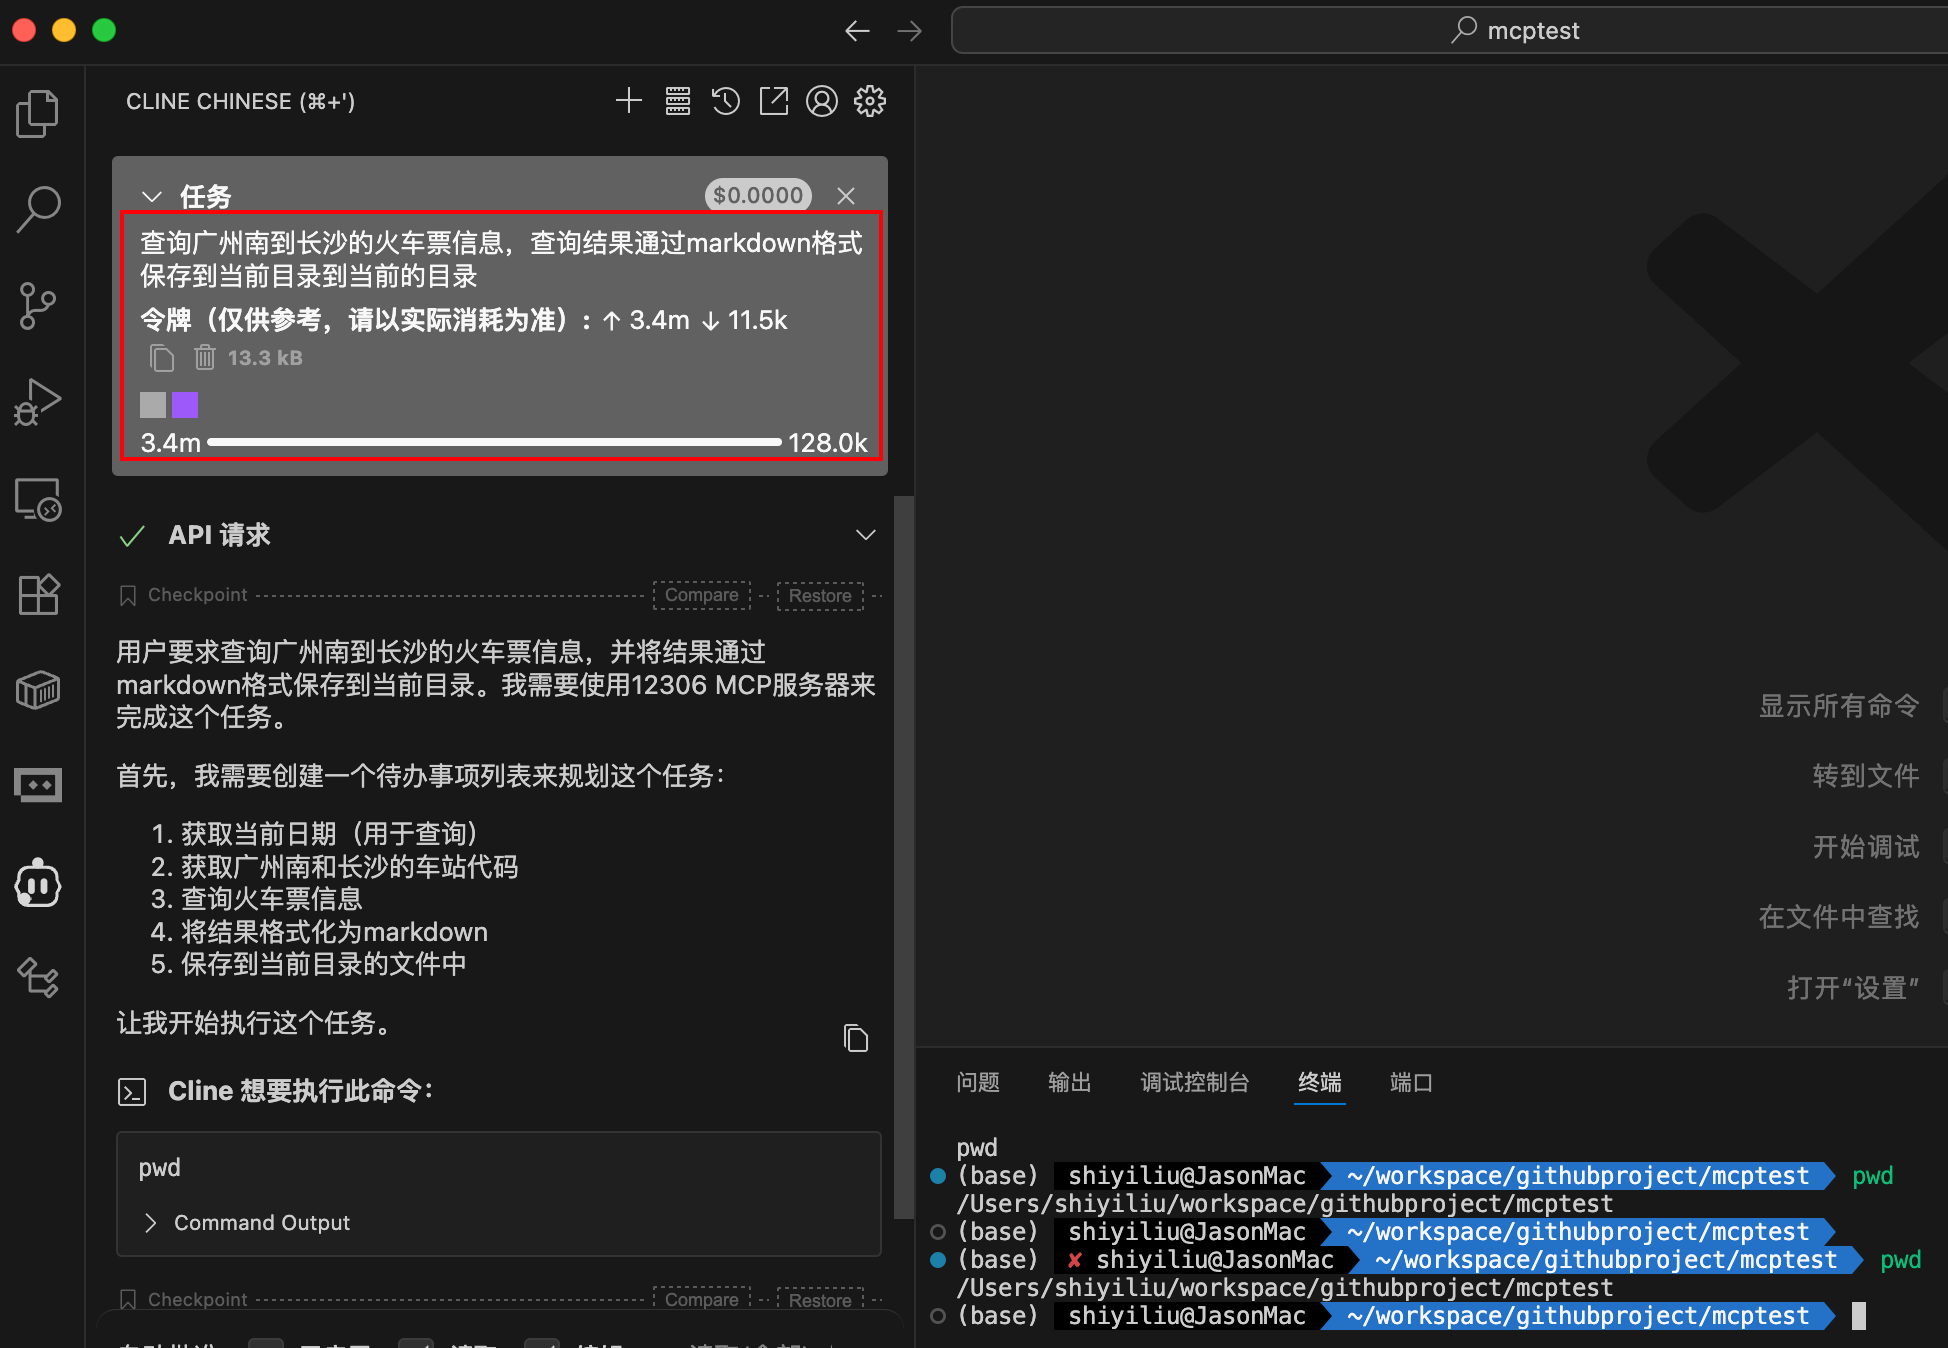 mcptest
CLINE CHINESE (⌘+')
任务
$0.0000
查询广州南到长沙的火车票信息，查询结果通过markdown格式
保存到当前目录到当前的目录
令牌（仅供参考，请以实际消耗为准）: ↑ 3.4m ↓ 11.5k
13.3 kB
3.4m 128.0k
API 请求
Checkpoint Compare Restore
用户要求查询广州南到长沙的火车票信息，并将结果通过
markdown格式保存到当前目录。我需要使用12306 MCP服务器来
完成这个任务。
首先，我需要创建一个待办事项列表来规划这个任务：
1. 获取当前日期（用于查询）
2. 获取广州南和长沙的车站代码
3. 查询火车票信息
4. 将结果格式化为markdown
5. 保存到当前目录的文件中
让我开始执行这个任务。
Cline 想要执行此命令：
pwd
Command Output
Checkpoint Compare Restore
显示所有命令
转到文件
开始调试
在文件中查找
打开“设置”
问题 输出 调试控制台 终端 端口
pwd
(base) shiyiliu@JasonMac ~/workspace/githubproject/mcptest pwd
/Users/shiyiliu/workspace/githubproject/mcptest
(base) shiyiliu@JasonMac ~/workspace/githubproject/mcptest
(base) ✘ shiyiliu@JasonMac ~/workspace/githubproject/mcptest pwd
/Users/shiyiliu/workspace/githubproject/mcptest
(base) shiyiliu@JasonMac ~/workspace/githubproject/mcptest